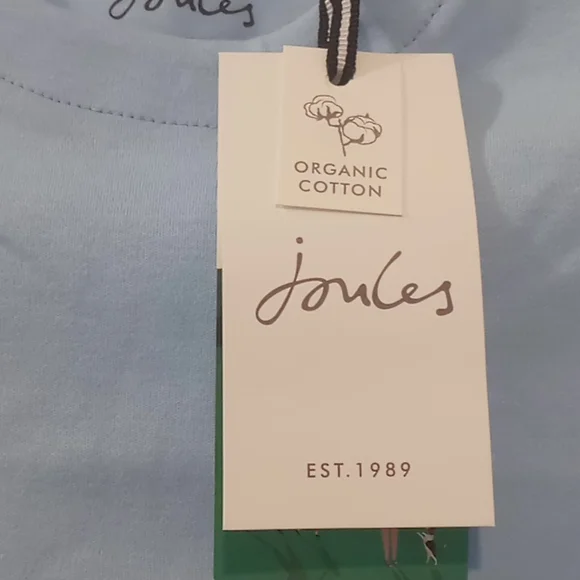 joules
ORGANIC
COTTON
joules
EST.1989